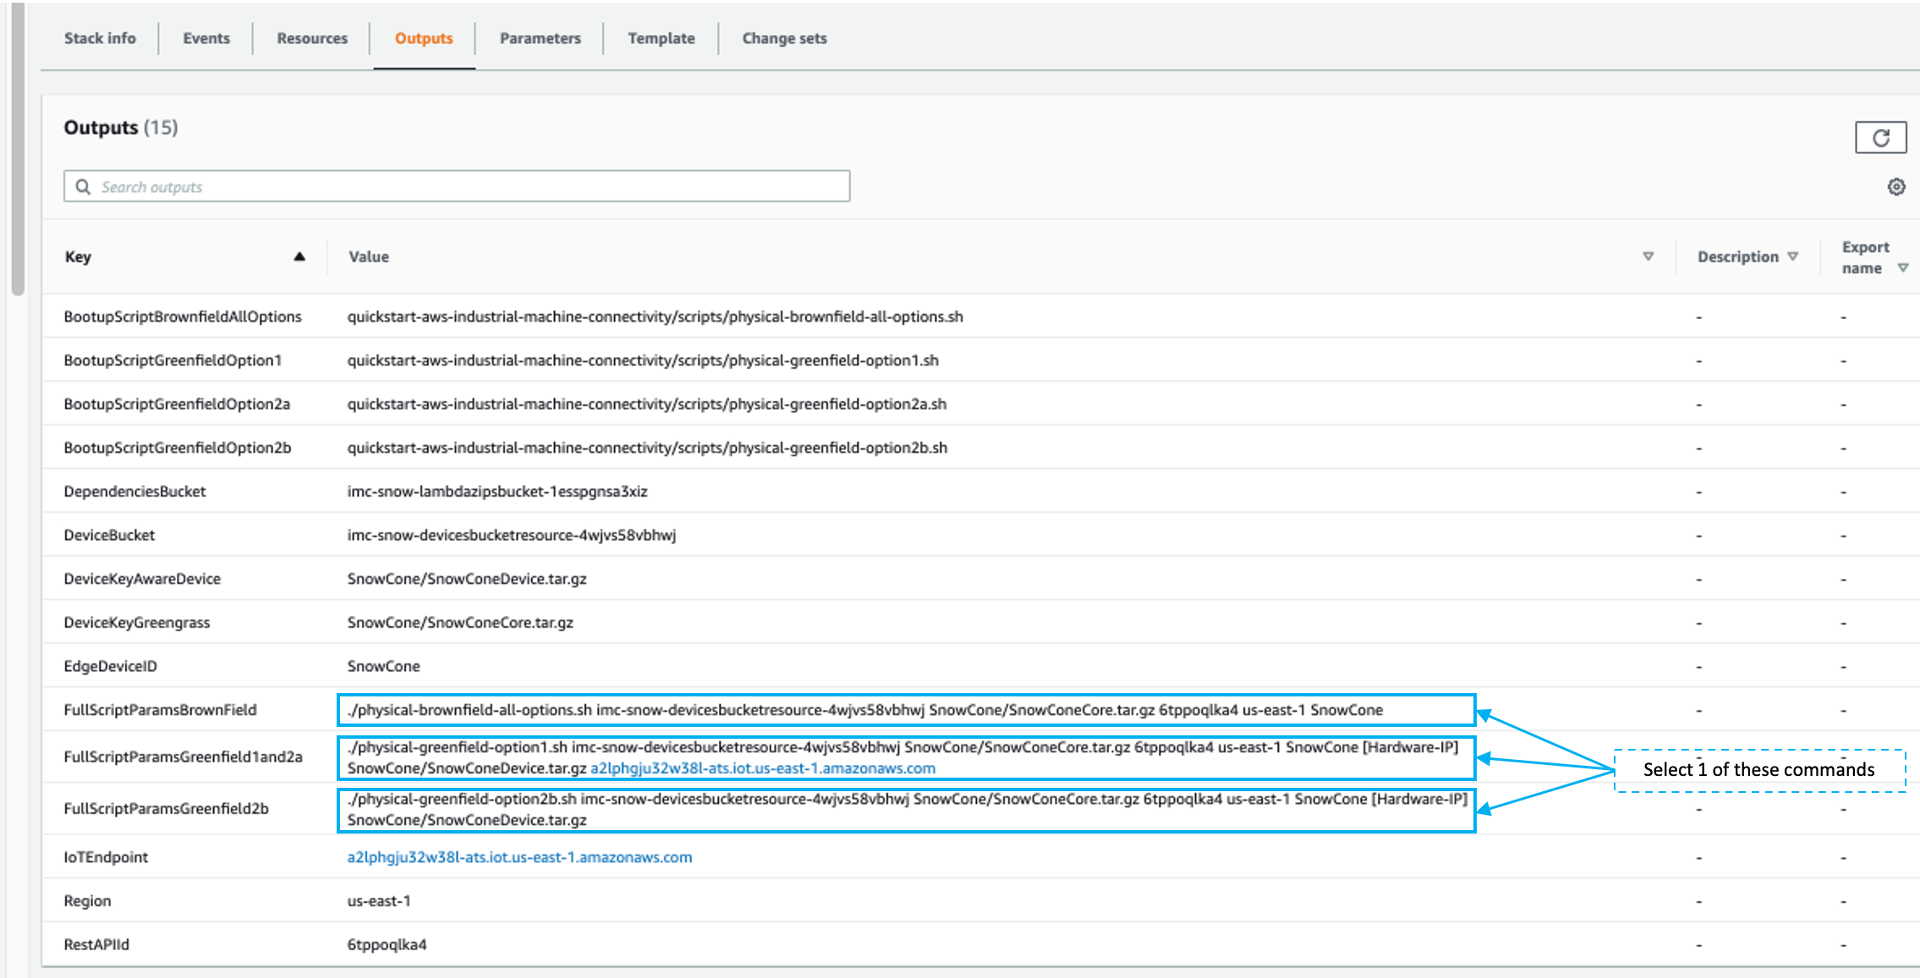 Stack info Events Resources Outputs Parameters Template Change sets
Outputs (15)
Search outputs
Key Value Description Export name
BootupScriptBrownfieldAllOptions quickstart-aws-industrial-machine-connectivity/scripts/physical-brownfield-all-options.sh - -
BootupScriptGreenfieldOption1 quickstart-aws-industrial-machine-connectivity/scripts/physical-greenfield-option1.sh - -
BootupScriptGreenfieldOption2a quickstart-aws-industrial-machine-connectivity/scripts/physical-greenfield-option2a.sh - -
BootupScriptGreenfieldOption2b quickstart-aws-industrial-machine-connectivity/scripts/physical-greenfield-option2b.sh - -
DependenciesBucket imc-snow-lambdazipsbucket-1esspgnsa3xiz - -
DeviceBucket imc-snow-devicesbucketresource-4wjvs58vbhwj - -
DeviceKeyAwareDevice SnowCone/SnowConeDevice.tar.gz - -
DeviceKeyGreengrass SnowCone/SnowConeCore.tar.gz - -
EdgeDeviceID SnowCone - -
FullScriptParamsBrownField ./physical-brownfield-all-options.sh imc-snow-devicesbucketresource-4wjvs58vbhwj SnowCone/SnowConeCore.tar.gz 6tppoqlka4 us-east-1 SnowCone - -
FullScriptParamsGreenfield1and2a ./physical-greenfield-option1.sh imc-snow-devicesbucketresource-4wjvs58vbhwj SnowCone/SnowConeCore.tar.gz 6tppoqlka4 us-east-1 SnowCone [Hardware-IP]
SnowCone/SnowConeDevice.tar.gz a2lphgju32w38l-ats.iot.us-east-1.amazonaws.com - -
Select 1 of these commands
FullScriptParamsGreenfield2b ./physical-greenfield-option2b.sh imc-snow-devicesbucketresource-4wjvs58vbhwj SnowCone/SnowConeCore.tar.gz 6tppoqlka4 us-east-1 SnowCone [Hardware-IP]
SnowCone/SnowConeDevice.tar.gz - -
IoTEndpoint a2lphgju32w38l-ats.iot.us-east-1.amazonaws.com - -
Region us-east-1 - -
RestAPIId 6tppoqlka4 - -